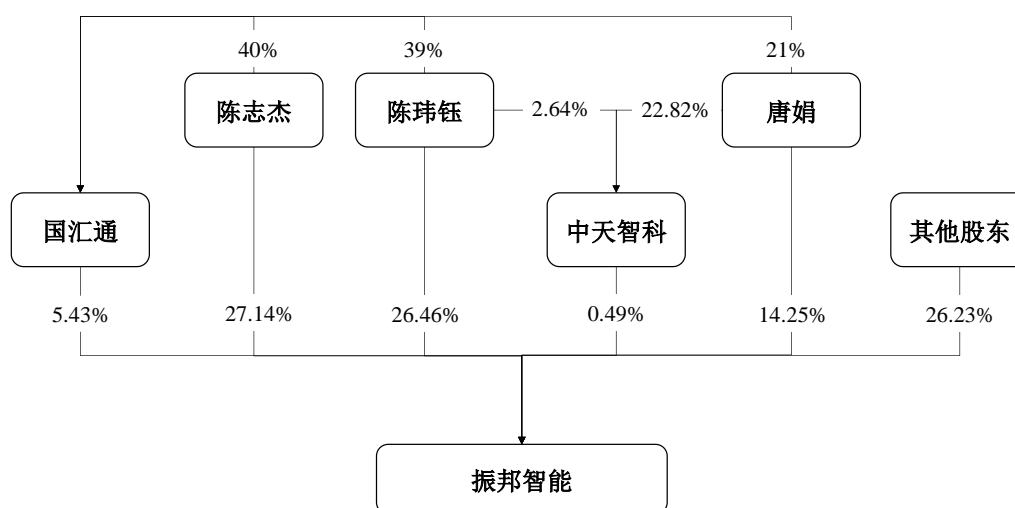 40% 39% 21%
陈志杰 陈玮钰 2.64% 22.82% 唐娟
国汇通 中天智科 其他股东
5.43% 27.14% 26.46% 0.49% 14.25% 26.23%
振邦智能